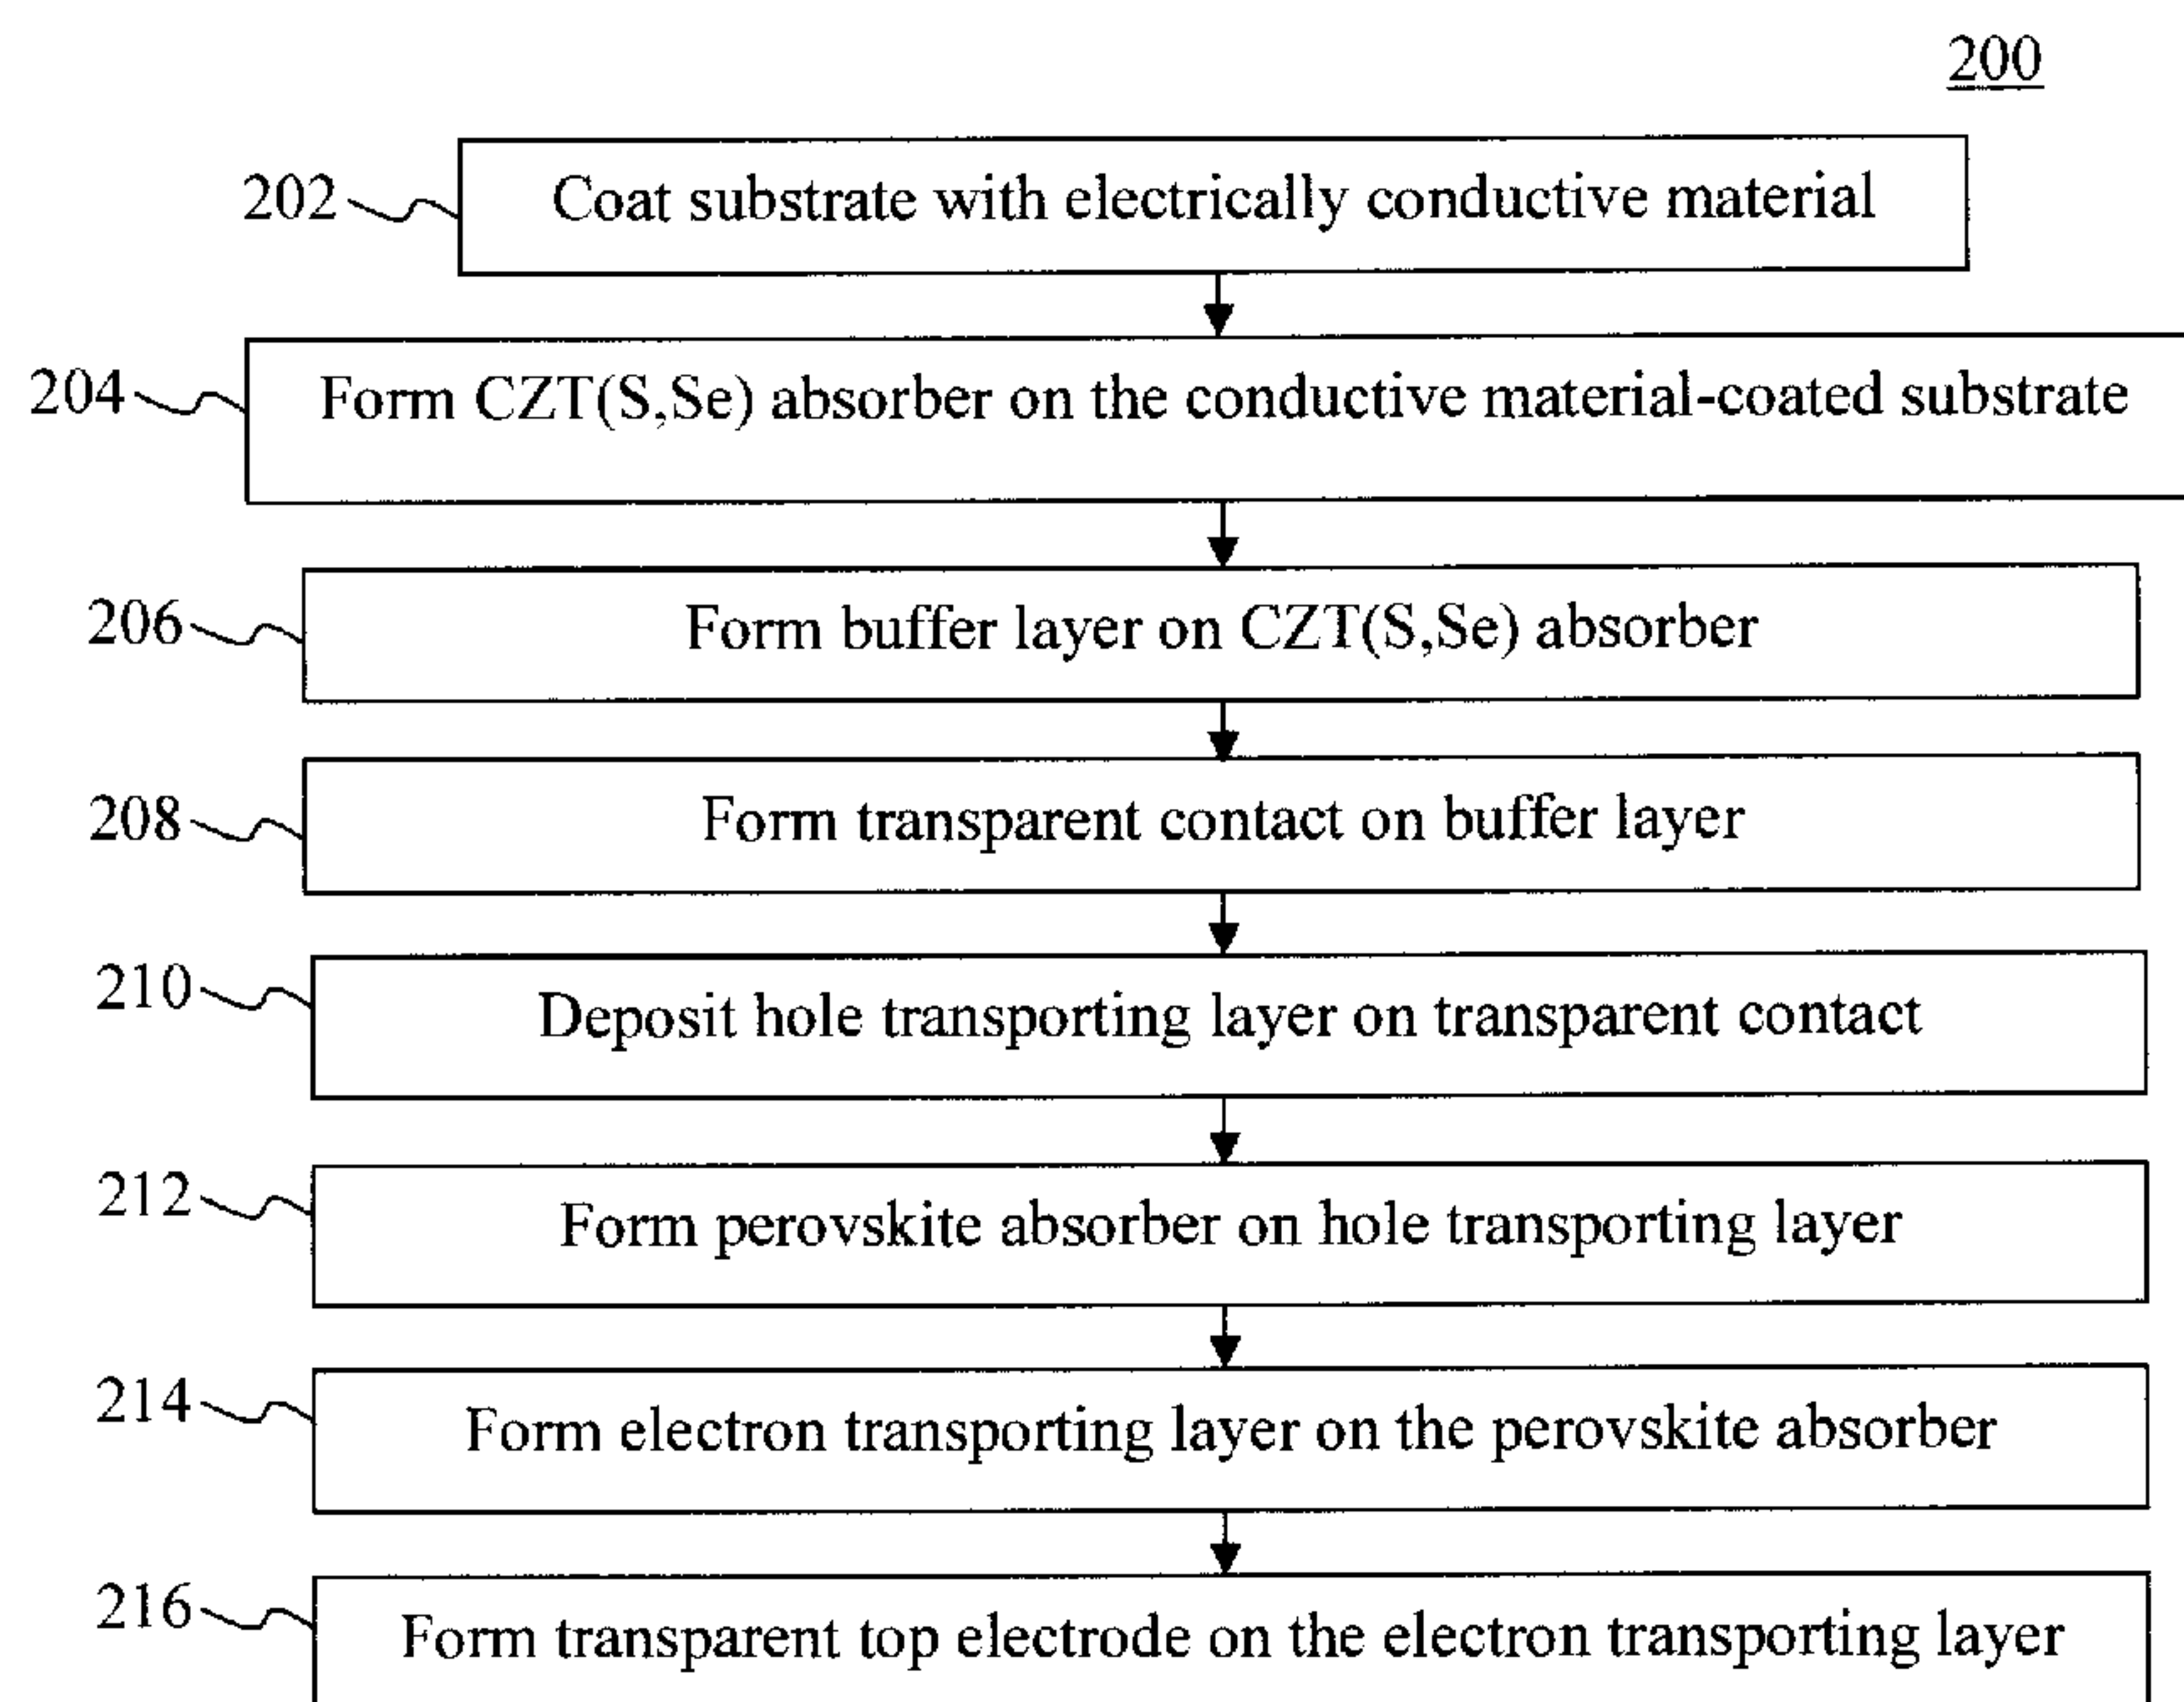 200
202 Coat substrate with electrically conductive material
204 Form CZT(S,Se) absorber on the conductive material-coated substrate
206 Form buffer layer on CZT(S,Se) absorber
208 Form transparent contact on buffer layer
210 Deposit hole transporting layer on transparent contact
212 Form perovskite absorber on hole transporting layer
214 Form electron transporting layer on the perovskite absorber
216 Form transparent top electrode on the electron transporting layer